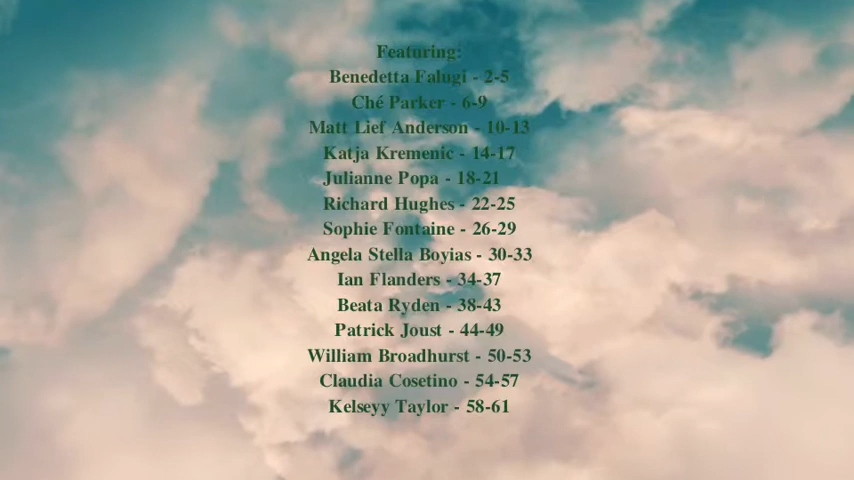 Featuring:
Benedetta Falugi - 2-5
Ché Parker - 6-9
Matt Lief Anderson - 10-13
Katja Kremenic - 14-17
Julianne Popa - 18-21
Richard Hughes - 22-25
Sophie Fontaine - 26-29
Angela Stella Boyias - 30-33
Ian Flanders - 34-37
Beata Ryden - 38-43
Patrick Joust - 44-49
William Broadhurst - 50-53
Claudia Cosetino - 54-57
Kelseyy Taylor - 58-61